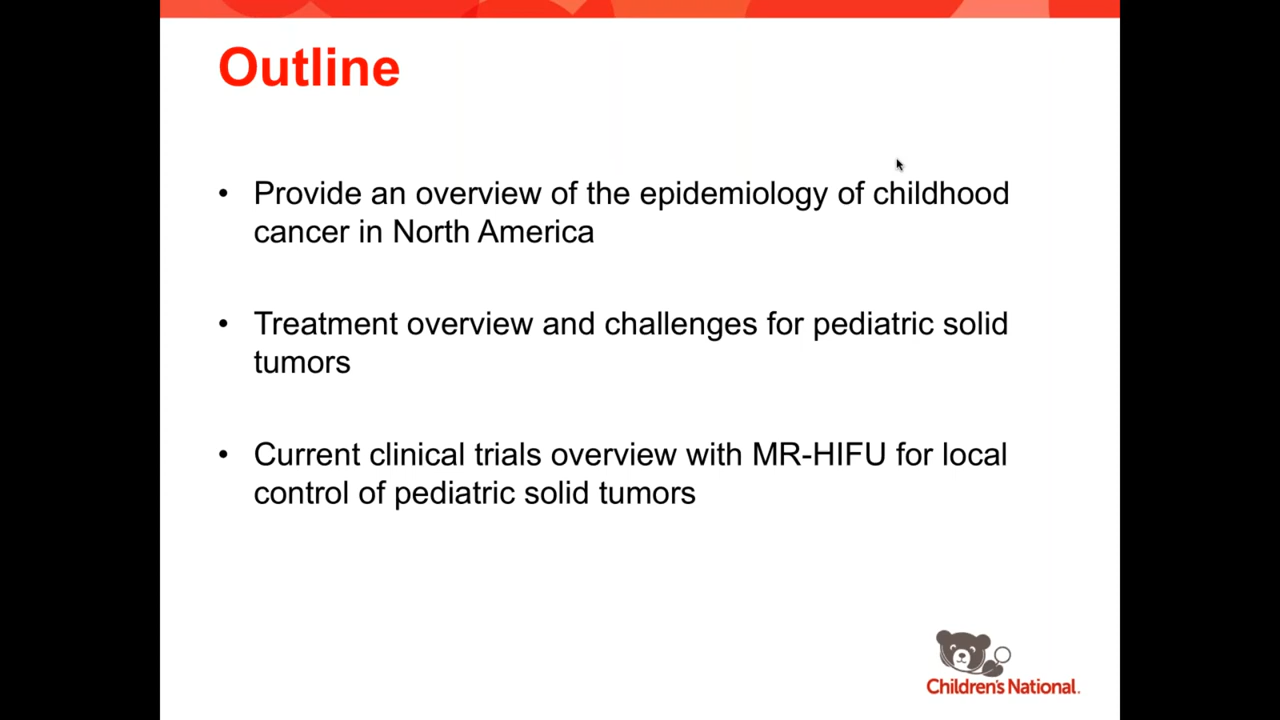 Outline
• Provide an overview of the epidemiology of childhood
cancer in North America
• Treatment overview and challenges for pediatric solid
tumors
• Current clinical trials overview with MR-HIFU for local
control of pediatric solid tumors
Children's National.